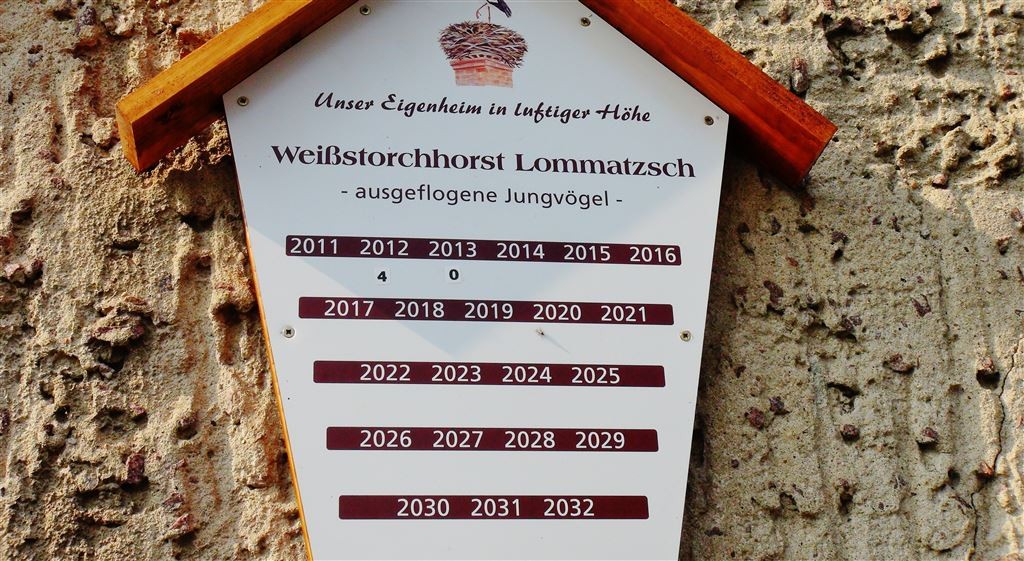 Unser Eigenheim in luftiger Höhe
Weißstorchhorst Lommatzsch
- ausgeflogene Jungvögel -
2011 2012 2013 2014 2015 2016
4 0
2017 2018 2019 2020 2021
2022 2023 2024 2025
2026 2027 2028 2029
2030 2031 2032